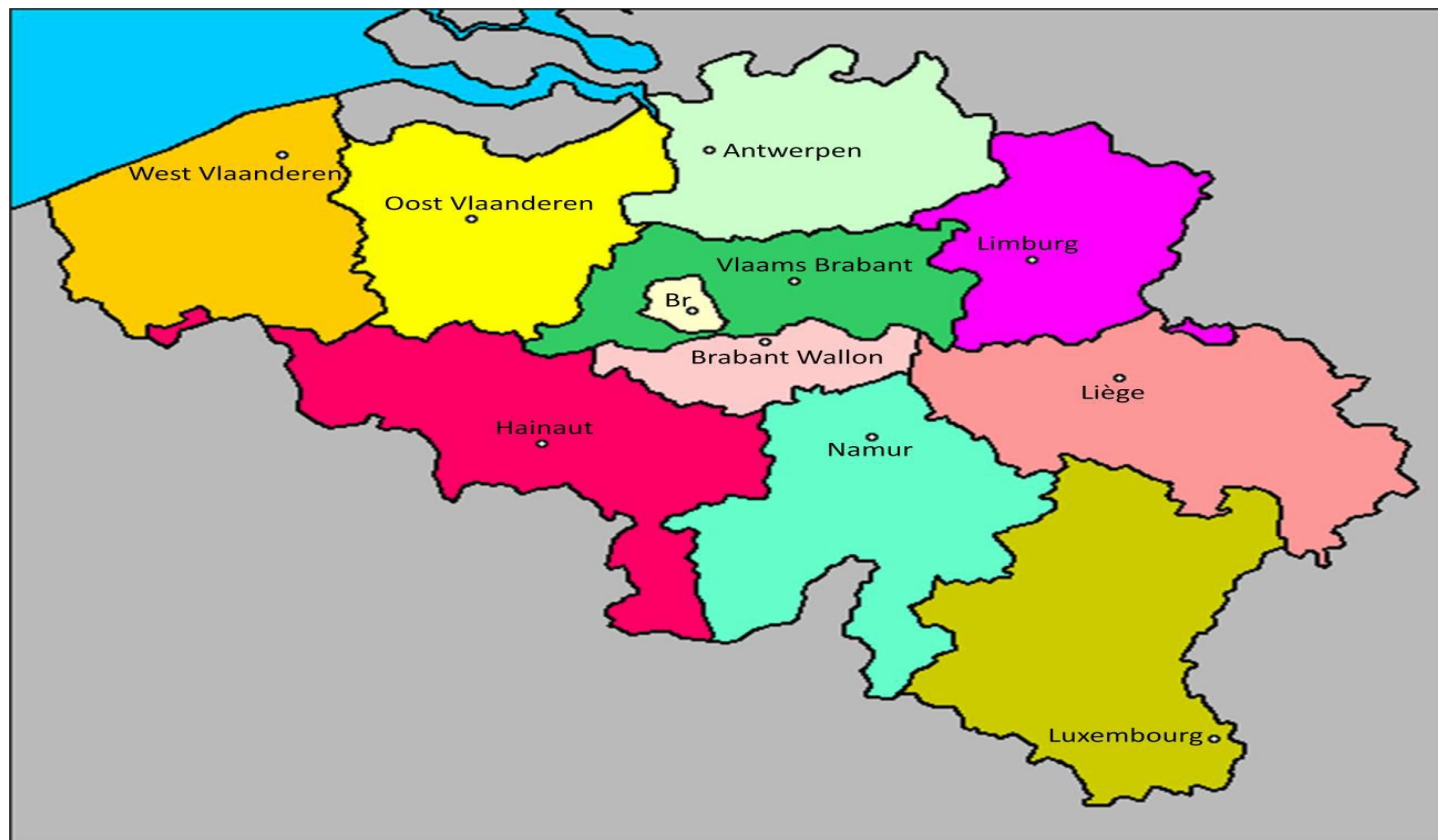 Antwerpen
West Vlaanderen
Oost Vlaanderen
Limburg
Vlaams Brabant
Br
Brabant Wallon
Liège
Hainaut
Namur
Luxembourg